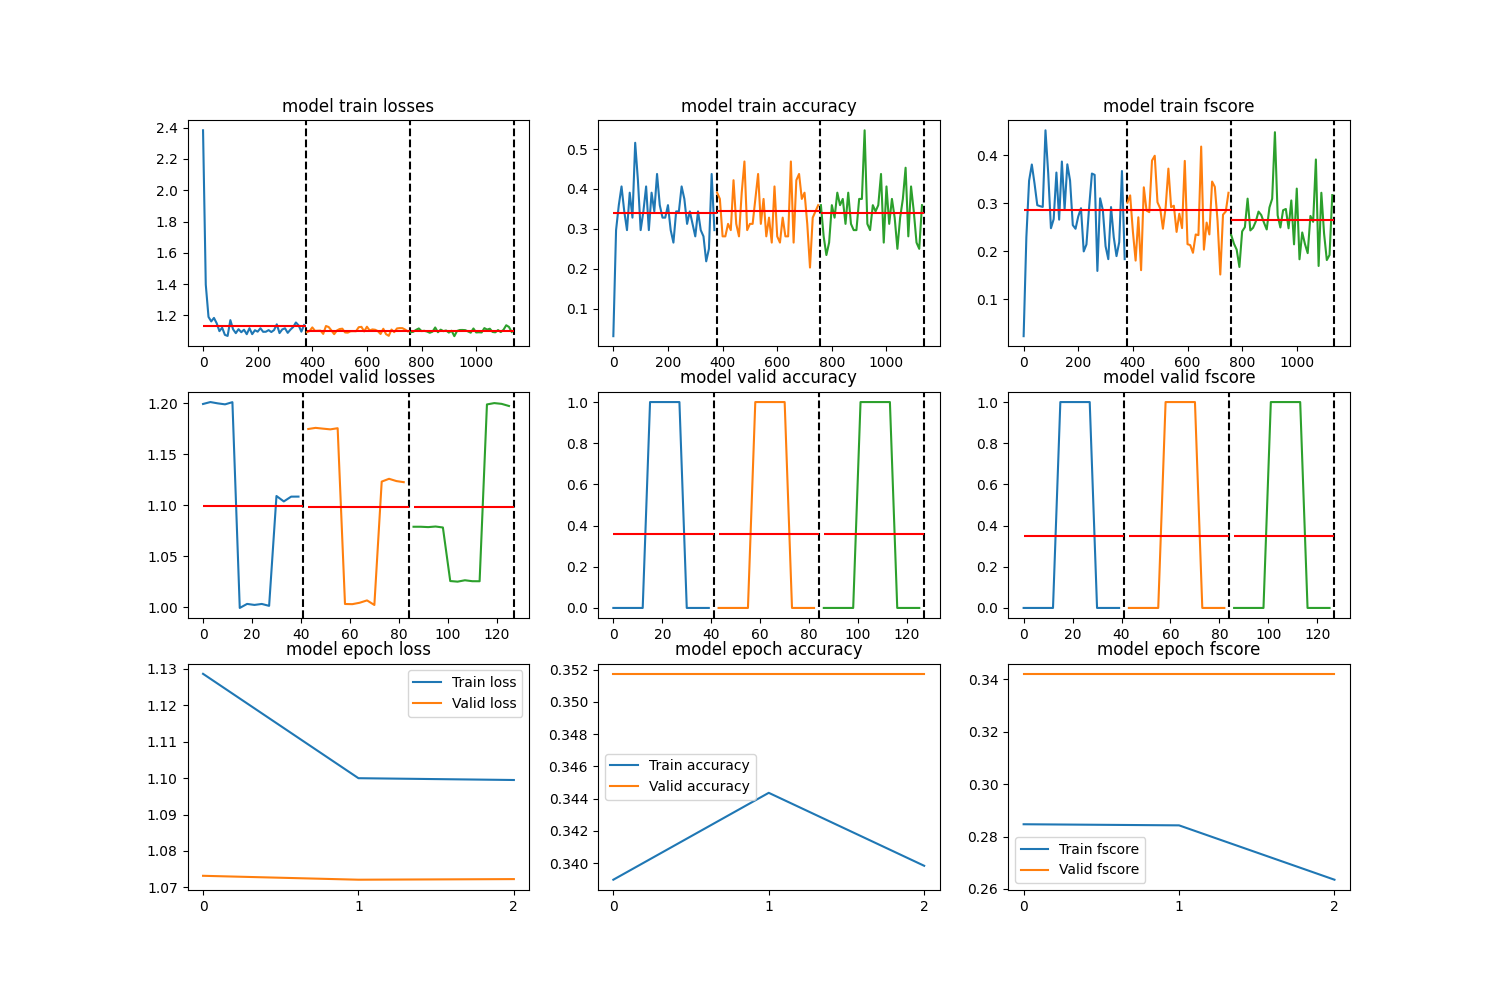 model train losses
2.4
2.2
2.0
1.8
1.6
1.4
1.2
0 200 400 600 800 1000
model train accuracy
0.5
0.4
0.3
0.2
0.1
0 200 400 600 800 1000
model train fscore
0.4
0.3
0.2
0.1
0 200 400 600 800 1000
model valid losses
1.20
1.15
1.10
1.05
1.00
0 20 40 60 80 100 120
model valid accuracy
1.0
0.8
0.6
0.4
0.2
0.0
0 20 40 60 80 100 120
model valid fscore
1.0
0.8
0.6
0.4
0.2
0.0
0 20 40 60 80 100 120
model epoch loss
1.13
1.12
1.11
1.10
1.09
1.08
1.07
Train loss
Valid loss
0 1 2
model epoch accuracy
0.352
0.350
0.348
0.346
0.344
0.342
0.340
Train accuracy
Valid accuracy
0 1 2
model epoch fscore
0.34
0.32
0.30
0.28
0.26
Train fscore
Valid fscore
0 1 2